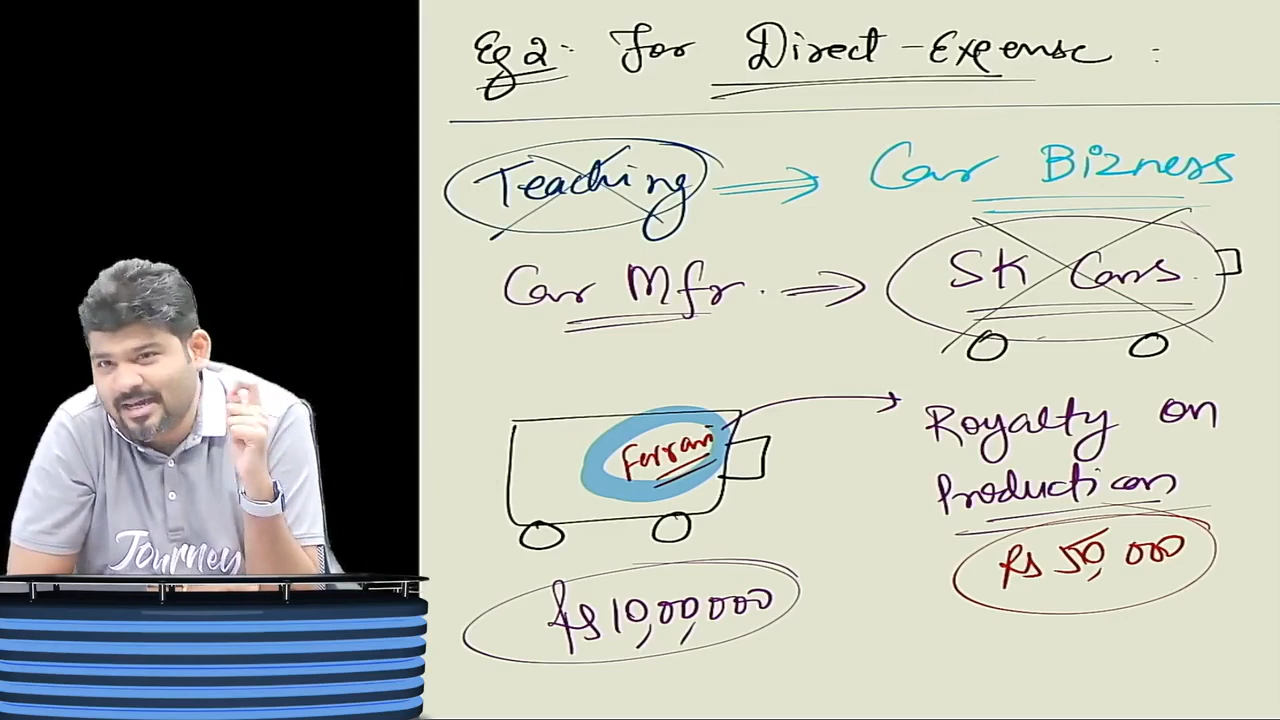 Eg 2: For Direct-Expense :
Teaching ⇒ Car Bizness
Car Mfr. ⇒ SK Cars.
Ferrari
Royalty on
Production
Rs 50,000
Rs 10,00,000
Journey